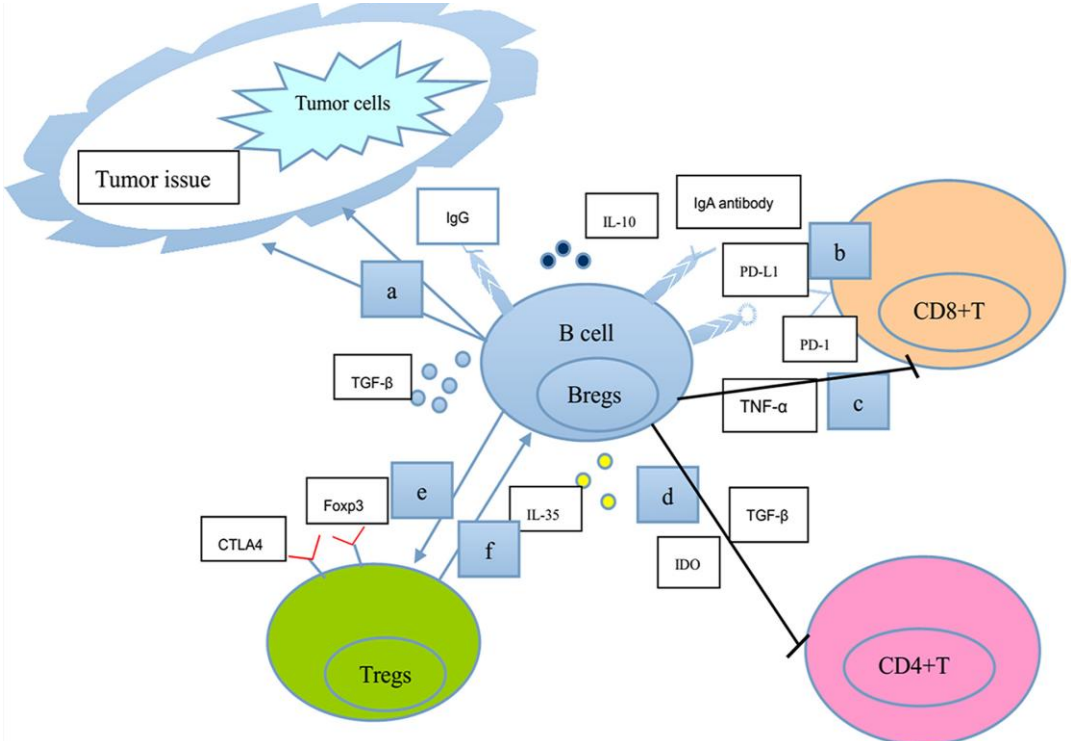 Tumor cells
Tumor issue
IgG
IL-10
IgA antibody
b
PD-L1
a
CD8+T
B cell
PD-1
TGF-β
Bregs
TNF-α
c
e
d
Foxp3
IL-35
TGF-β
CTLA4
f
IDO
Tregs
CD4+T